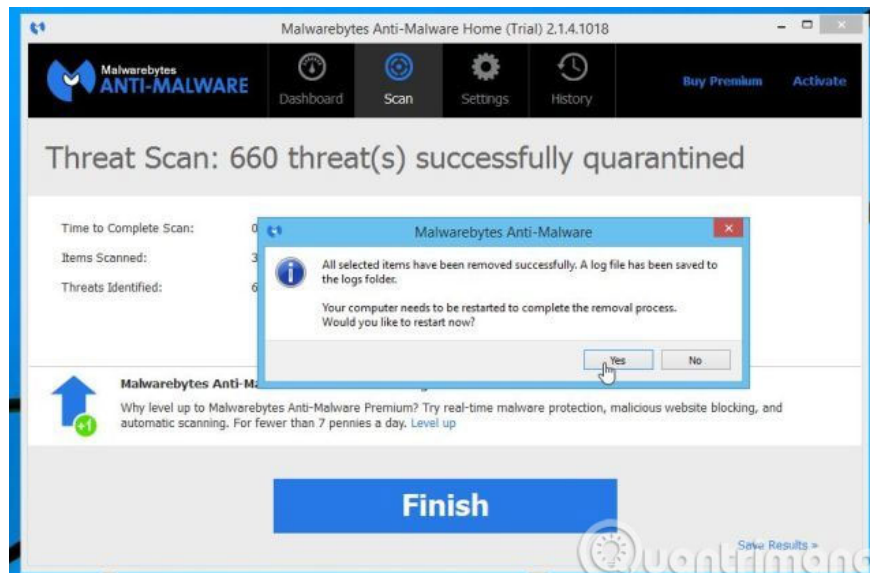 Malwarebytes Anti-Malware Home (Trial) 2.1.4.1018
Malwarebytes
ANTI-MALWARE
Dashboard
Scan
Settings
History
Buy Premium
Activate
Threat Scan: 660 threat(s) successfully quarantined
Time to Complete Scan:
Items Scanned:
Threats Identified:
Malwarebytes Anti-Malware
All selected items have been removed successfully. A log file has been saved to
the logs folder.
Your computer needs to be restarted to complete the removal process.
Would you like to restart now?
Yes
No
Malwarebytes Anti-Ma
Why level up to Malwarebytes Anti-Malware Premium? Try real-time malware protection, malicious website blocking, and
automatic scanning. For fewer than 7 pennies a day. Level up
+1
Finish
Save Results »
Quantrimang